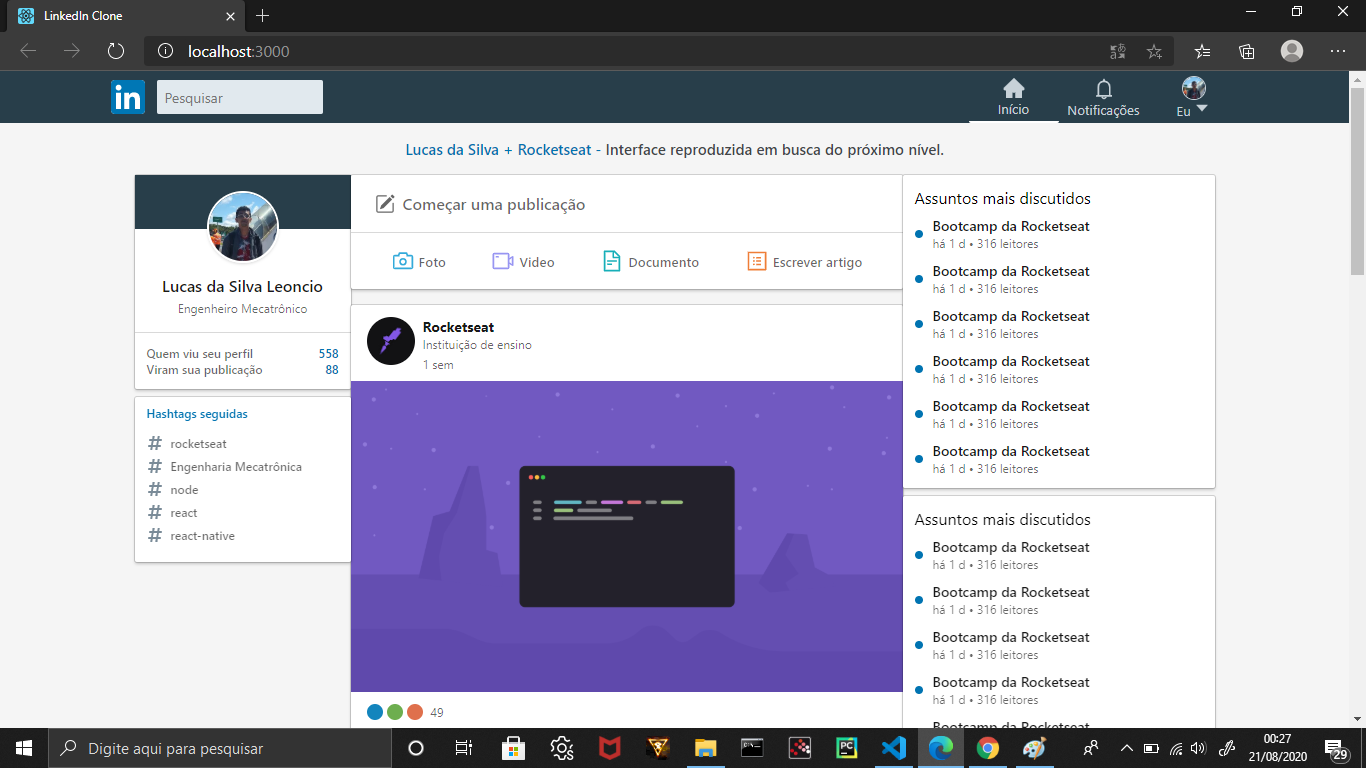 LinkedIn Clone
localhost:3000
in
Pesquisar
Início
Notificações
Eu
Lucas da Silva + Rocketseat - Interface reproduzida em busca do próximo nível.
Lucas da Silva Leoncio
Engenheiro Mecatrônico
Quem viu seu perfil 558
Viram sua publicação 88
Hashtags seguidas
# rocketseat
# Engenharia Mecatrônica
# node
# react
# react-native
Começar uma publicação
Foto
Video
Documento
Escrever artigo
Rocketseat
Instituição de ensino
1 sem
49
Assuntos mais discutidos
Bootcamp da Rocketseat
há 1 d • 316 leitores
Bootcamp da Rocketseat
há 1 d • 316 leitores
Bootcamp da Rocketseat
há 1 d • 316 leitores
Bootcamp da Rocketseat
há 1 d • 316 leitores
Bootcamp da Rocketseat
há 1 d • 316 leitores
Bootcamp da Rocketseat
há 1 d • 316 leitores
Assuntos mais discutidos
Bootcamp da Rocketseat
há 1 d • 316 leitores
Bootcamp da Rocketseat
há 1 d • 316 leitores
Bootcamp da Rocketseat
há 1 d • 316 leitores
Bootcamp da Rocketseat
há 1 d • 316 leitores
Bootcamp da Rocketseat
Digite aqui para pesquisar
PC
00:27
21/08/2020
29